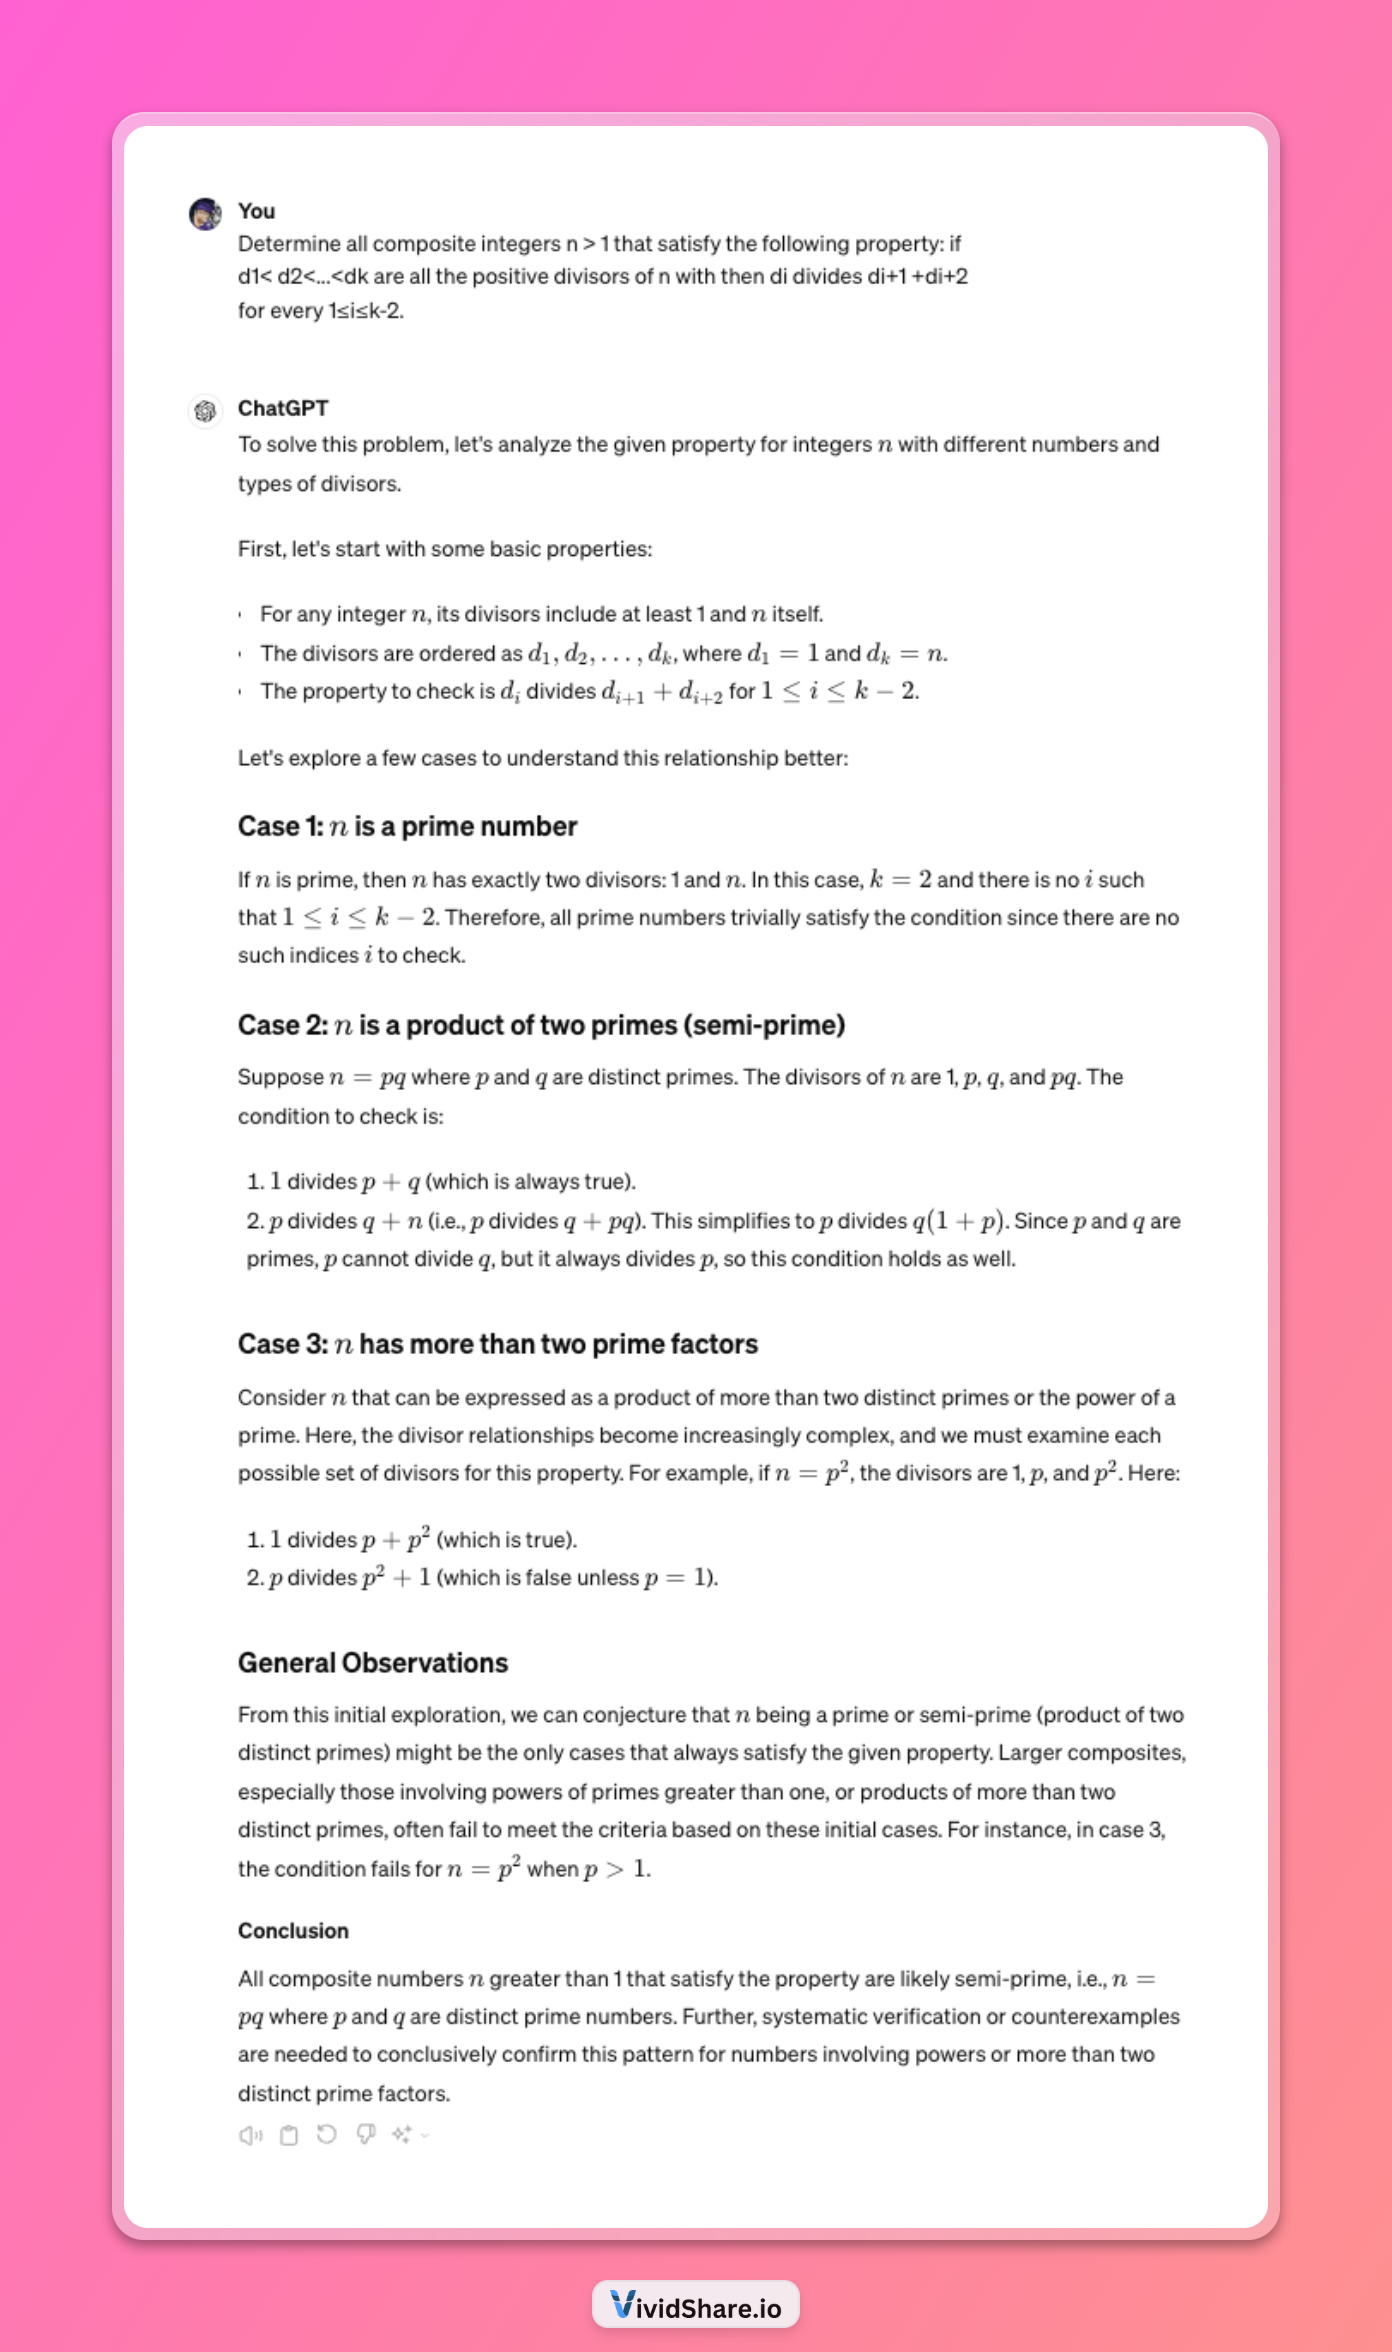 You
Determine all composite integers n > 1 that satisfy the following property: if
d1< d2<...<dk are all the positive divisors of n with then di divides di+1 +di+2
for every 1≤i≤k-2.
ChatGPT
To solve this problem, let's analyze the given property for integers n with different numbers and
types of divisors.
First, let's start with some basic properties:
· For any integer n, its divisors include at least 1 and n itself.
· The divisors are ordered as d₁, d₂, . . . , dₖ, where d₁ = 1 and dₖ = n.
· The property to check is dᵢ divides dᵢ₊₁ + dᵢ₊₂ for 1 ≤ i ≤ k − 2.
Let's explore a few cases to understand this relationship better:
Case 1: n is a prime number
If n is prime, then n has exactly two divisors: 1 and n. In this case, k = 2 and there is no i such
that 1 ≤ i ≤ k − 2. Therefore, all prime numbers trivially satisfy the condition since there are no
such indices i to check.
Case 2: n is a product of two primes (semi-prime)
Suppose n = pq where p and q are distinct primes. The divisors of n are 1, p, q, and pq. The
condition to check is:
1. 1 divides p + q (which is always true).
2. p divides q + n (i.e., p divides q + pq). This simplifies to p divides q(1 + p). Since p and q are
primes, p cannot divide q, but it always divides p, so this condition holds as well.
Case 3: n has more than two prime factors
Consider n that can be expressed as a product of more than two distinct primes or the power of a
prime. Here, the divisor relationships become increasingly complex, and we must examine each
possible set of divisors for this property. For example, if n = p², the divisors are 1, p, and p². Here:
1. 1 divides p + p² (which is true).
2. p divides p² + 1 (which is false unless p = 1).
General Observations
From this initial exploration, we can conjecture that n being a prime or semi-prime (product of two
distinct primes) might be the only cases that always satisfy the given property. Larger composites,
especially those involving powers of primes greater than one, or products of more than two
distinct primes, often fail to meet the criteria based on these initial cases. For instance, in case 3,
the condition fails for n = p² when p > 1.
Conclusion
All composite numbers n greater than 1 that satisfy the property are likely semi-prime, i.e., n =
pq where p and q are distinct prime numbers. Further, systematic verification or counterexamples
are needed to conclusively confirm this pattern for numbers involving powers or more than two
distinct prime factors.
VividShare.io